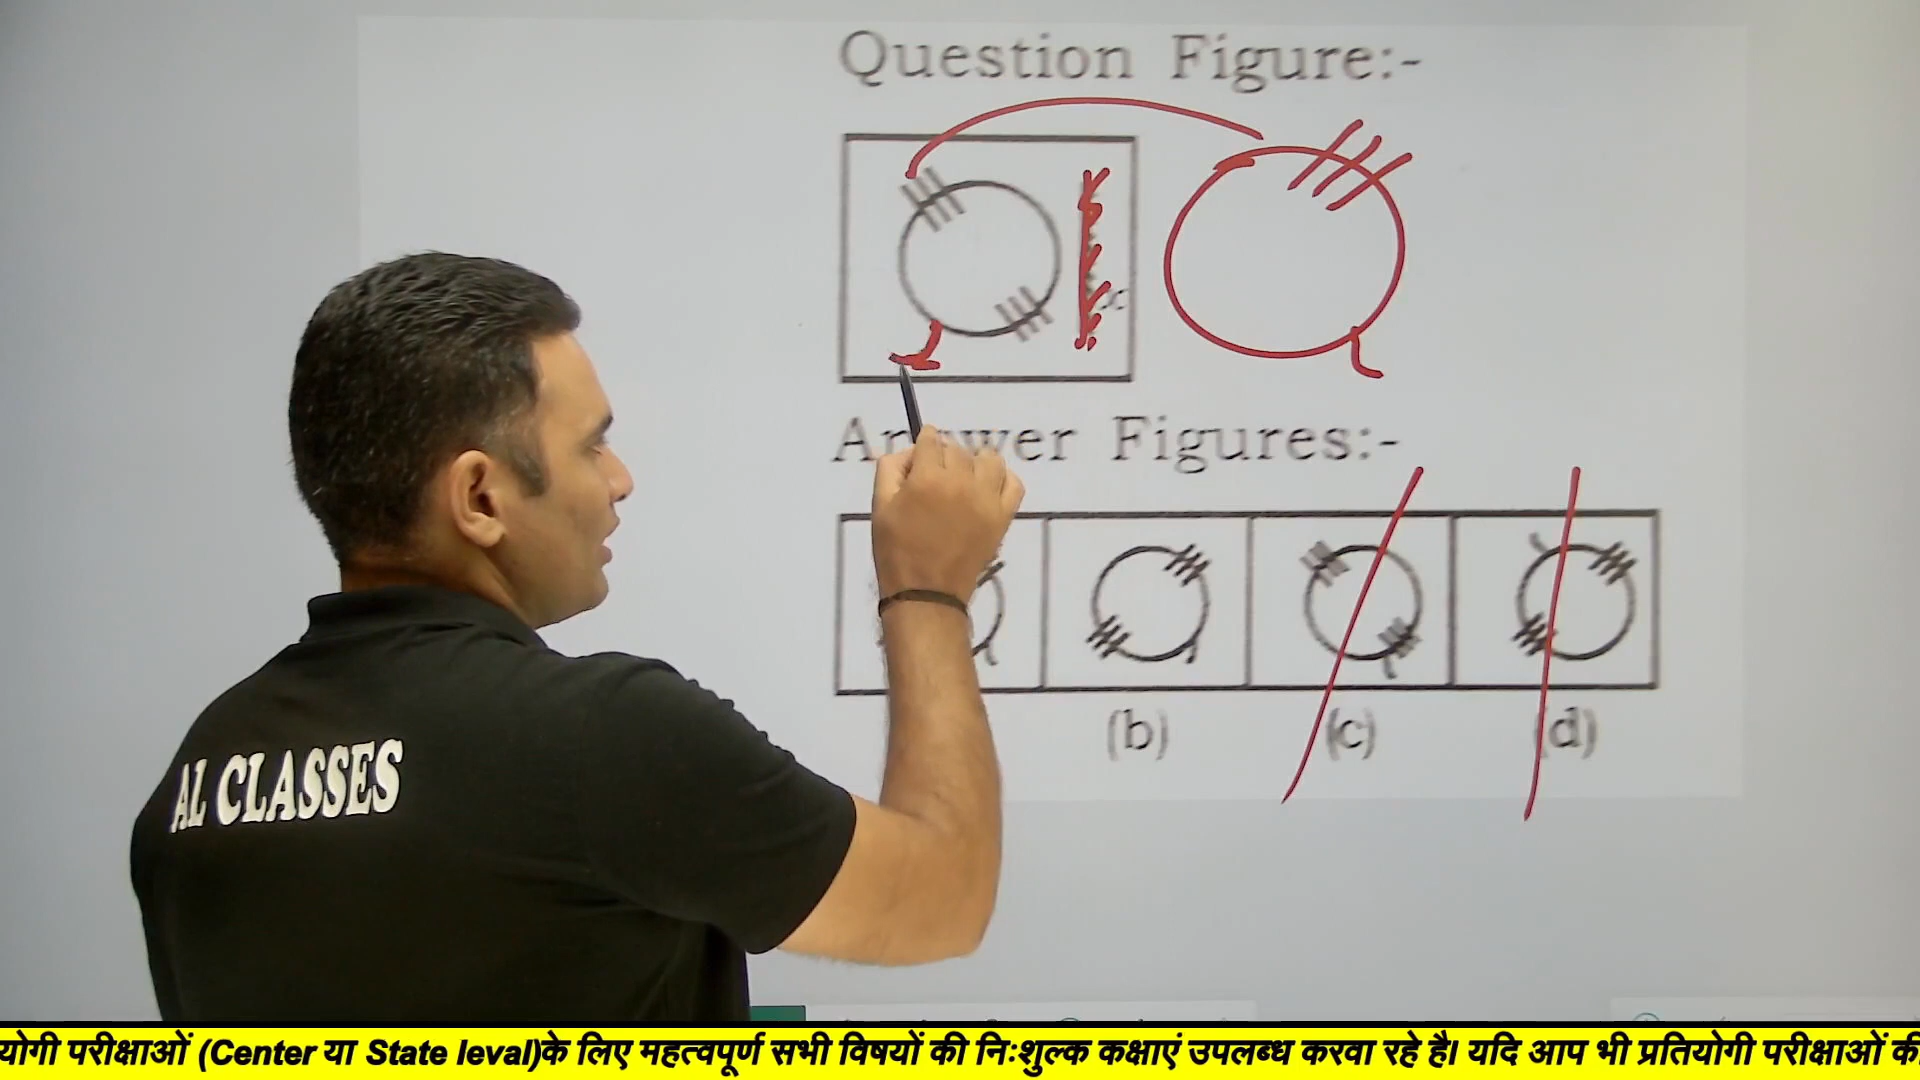 Question Figure:-
x
Answer Figures:-
(b) (c) (d)
AL CLASSES
योगी परीक्षाओं (Center या State leval)के लिए महत्वपूर्ण सभी विषयों की निःशुल्क कक्षाएं उपलब्ध करवा रहे है। यदि आप भी प्रतियोगी परीक्षाओं की